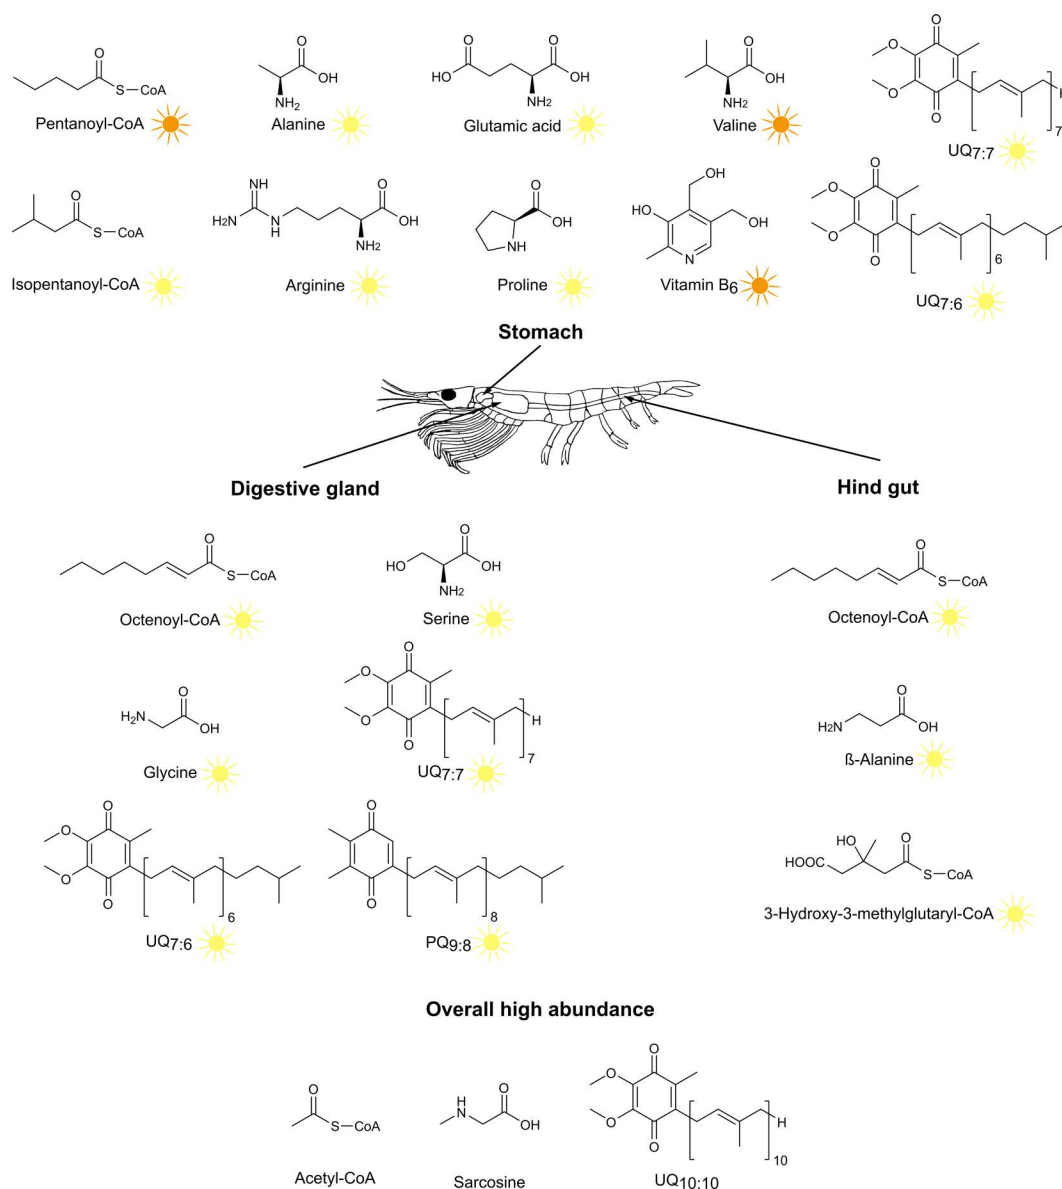 Pentanoyl-CoA
Alanine
Glutamic acid
Valine
UQ7:7
Isopentanoyl-CoA
Arginine
Proline
Vitamin B6
UQ7:6
Stomach
Digestive gland
Hind gut
Octenoyl-CoA
Serine
Octenoyl-CoA
Glycine
UQ7:7
ß-Alanine
UQ7:6
PQ9:8
3-Hydroxy-3-methylglutaryl-CoA
Overall high abundance
Acetyl-CoA
Sarcosine
UQ10:10